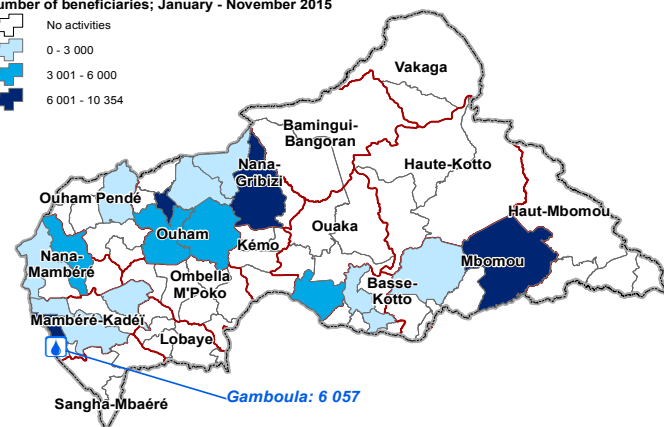 umber of beneficiaries; January - November 2015
No activities
0 - 3 000
3 001 - 6 000
6 001 - 10 354
Vakaga
Bamingui-
Bangoran
Haute-Kotto
Nana-
Gribizi
Ouham Pendé
Haut-Mbomou
Ouaka
Ouham
Kémo
Mbomou
Nana-
Mambéré
Ombella
M'Poko
Basse-
Kotto
Mambéré-Kadéï
Lobaye
Gamboula: 6 057
Sangha-Mbaéré